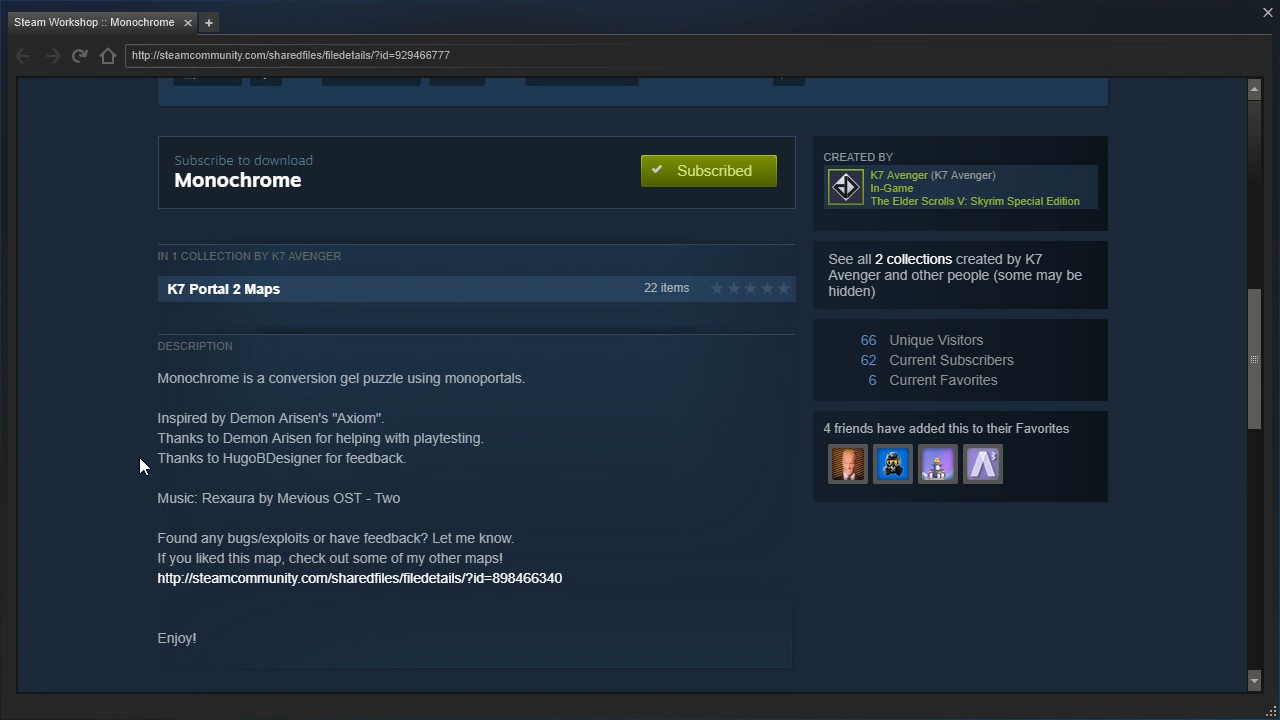 Steam Workshop :: Monochrome
http://steamcommunity.com/sharedfiles/filedetails/?id=929466777
Subscribe to download
Monochrome
Subscribed
IN 1 COLLECTION BY K7 AVENGER
K7 Portal 2 Maps
22 items
DESCRIPTION
Monochrome is a conversion gel puzzle using monoportals.
Inspired by Demon Arisen's "Axiom".
Thanks to Demon Arisen for helping with playtesting.
Thanks to HugoBDesigner for feedback.
Music: Rexaura by Mevious OST - Two
Found any bugs/exploits or have feedback? Let me know.
If you liked this map, check out some of my other maps!
http://steamcommunity.com/sharedfiles/filedetails/?id=898466340
Enjoy!
CREATED BY
K7 Avenger (K7 Avenger)
In-Game
The Elder Scrolls V: Skyrim Special Edition
See all 2 collections created by K7
Avenger and other people (some may be
hidden)
66 Unique Visitors
62 Current Subscribers
6 Current Favorites
4 friends have added this to their Favorites